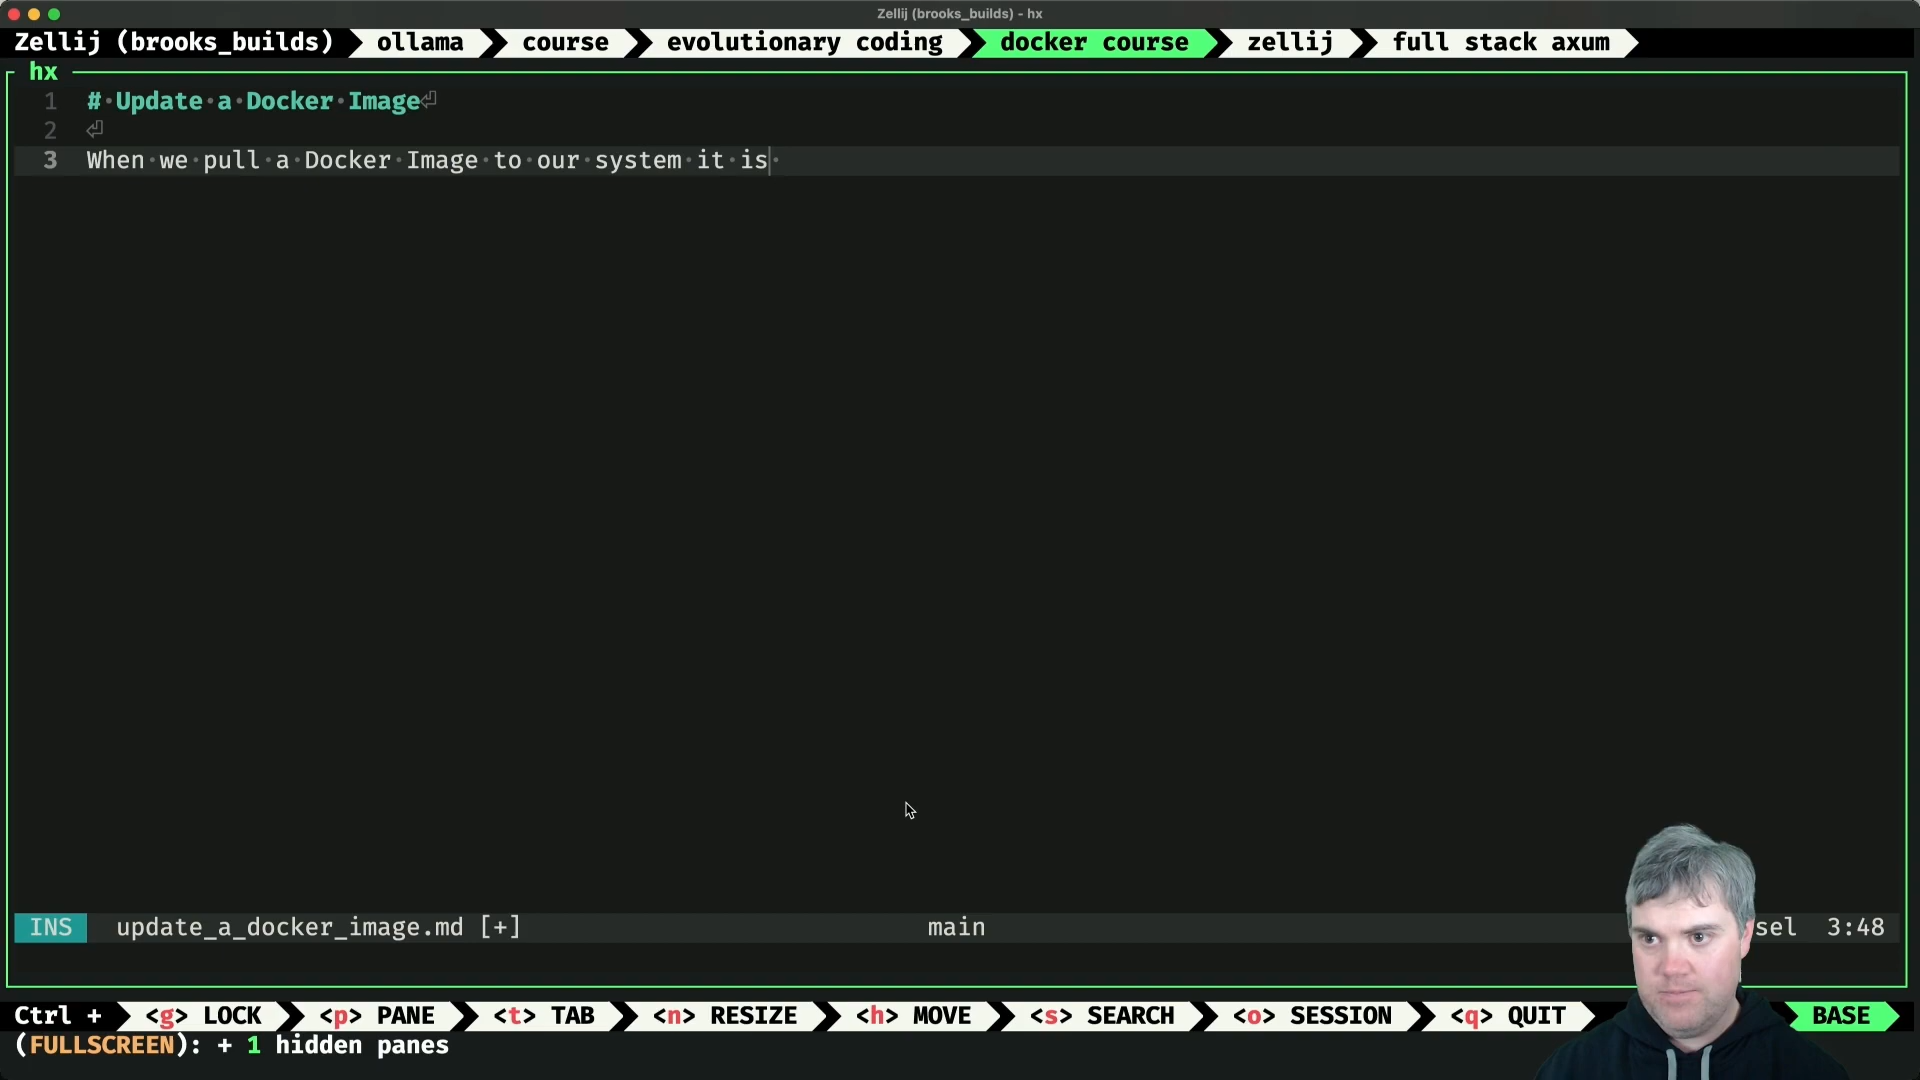 Zellij (brooks_builds) - hx
Zellij (brooks_builds) ollama course evolutionary coding docker course zellij full stack axum
hx
1 # Update a Docker Image
2
3 When we pull a Docker Image to our system it is
INS update_a_docker_image.md [+] main sel 3:48
Ctrl + <g> LOCK <p> PANE <t> TAB <n> RESIZE <h> MOVE <s> SEARCH <o> SESSION <q> QUIT BASE
(FULLSCREEN): + 1 hidden panes